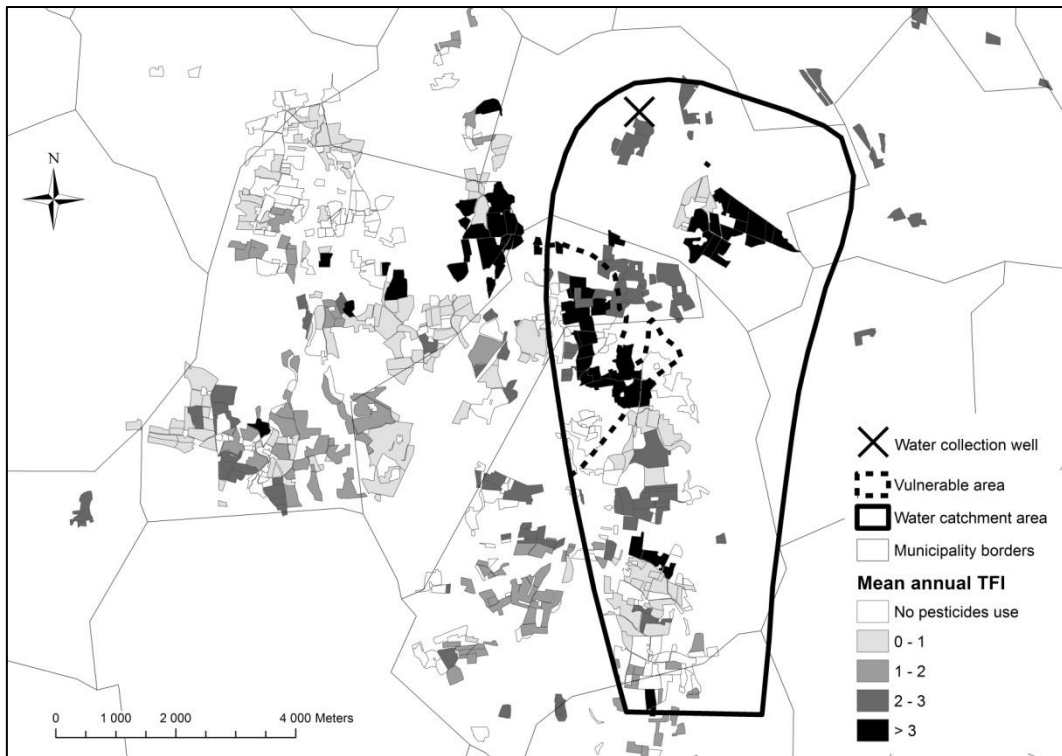 N
Water collection well
Vulnerable area
Water catchment area
Municipality borders
Mean annual TFI
No pesticides use
0 - 1
1 - 2
2 - 3
> 3
0 1 000 2 000 4 000 Meters